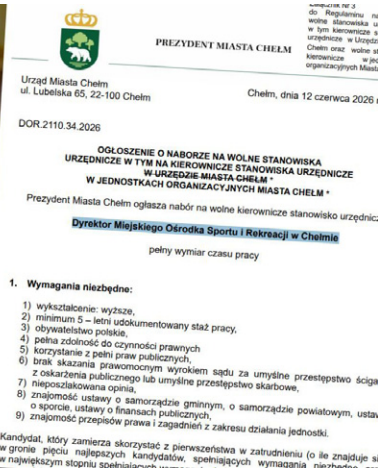 Załącznik Nr 3
do Regulaminu na
wolne stanowiska u
w tym kierownicze s
urzędnicze w Urzędzi
Chełm oraz wolne st
kierownicze w jed
organizacyjnych Miast
PREZYDENT MIASTA CHEŁM
Urząd Miasta Chełm
ul. Lubelska 65, 22-100 Chełm
Chełm, dnia 12 czerwca 2026 r
DOR.2110.34.2026
OGŁOSZENIE O NABORZE NA WOLNE STANOWISKA
URZĘDNICZE W TYM NA KIEROWNICZE STANOWISKA URZĘDNICZE
W URZĘDZIE MIASTA CHEŁM *
W JEDNOSTKACH ORGANIZACYJNYCH MIASTA CHEŁM *
Prezydent Miasta Chełm ogłasza nabór na wolne kierownicze stanowisko urzędnicz
Dyrektor Miejskiego Ośrodka Sportu i Rekreacji w Chełmie
pełny wymiar czasu pracy
1. Wymagania niezbędne:
1) wykształcenie: wyższe,
2) minimum 5 – letni udokumentowany staż pracy,
3) obywatelstwo polskie,
4) pełna zdolność do czynności prawnych
5) korzystanie z pełni praw publicznych,
6) brak skazania prawomocnym wyrokiem sądu za umyślne przestępstwo ściga
z oskarżenia publicznego lub umyślne przestępstwo skarbowe,
7) nieposzlakowana opinia,
8) znajomość ustawy o samorządzie gminnym, o samorządzie powiatowym, ustaw
o sporcie, ustawy o finansach publicznych,
9) znajomość przepisów prawa i zagadnień z zakresu działania jednostki.
Kandydat, który zamierza skorzystać z pierwszeństwa w zatrudnieniu (o ile znajduje si
w gronie pięciu najlepszych kandydatów, spełniających wymagania niezbędne o
w największym stopniu spełniających